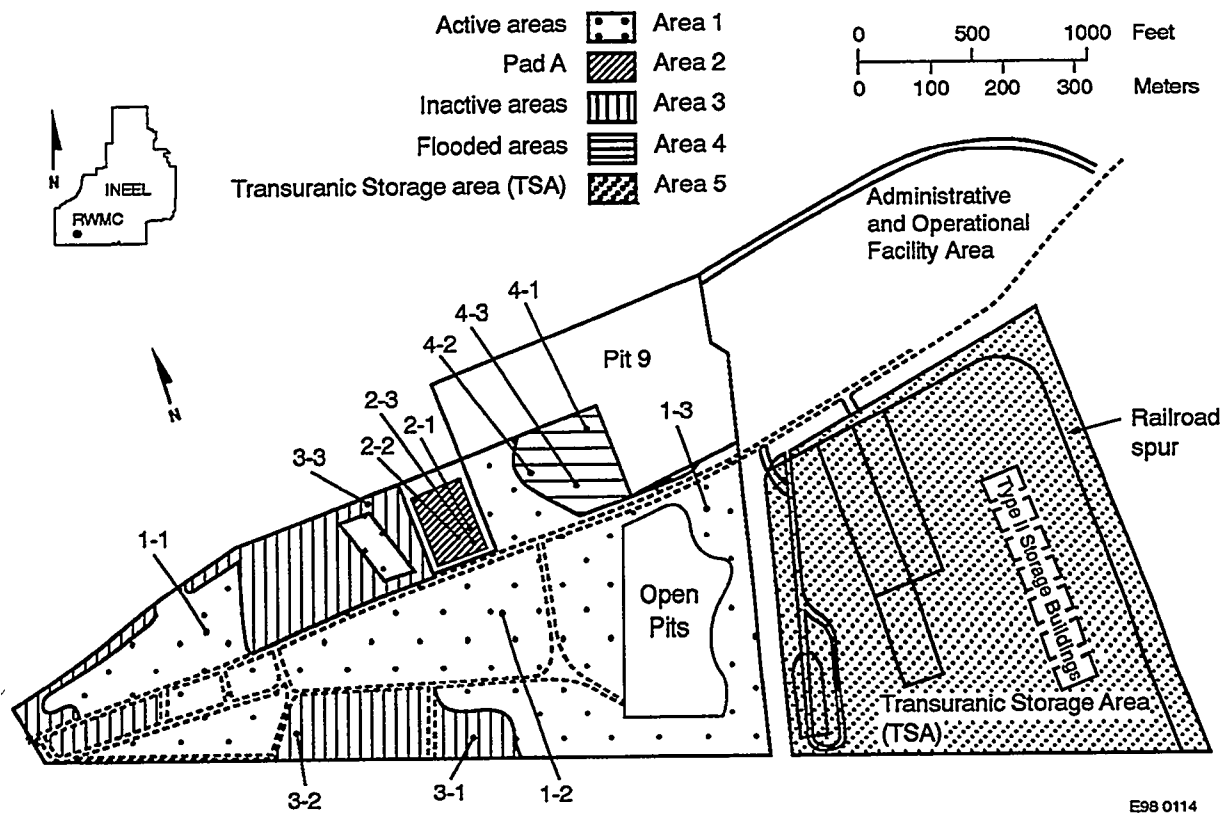 Active areas Area 1
Pad A Area 2
Inactive areas Area 3
Flooded areas Area 4
Transuranic Storage area (TSA) Area 5
0 500 1000 Feet
0 100 200 300 Meters
N
INEEL
RWMC
Administrative
and Operational
Facility Area
4-1
4-3
4-2
Pit 9
N
2-3
2-1
2-2
1-3
3-3
1-1
Railroad
spur
Type II Storage Buildings
Open
Pits
Transuranic Storage Area
(TSA)
3-2
3-1
1-2
E98 0114